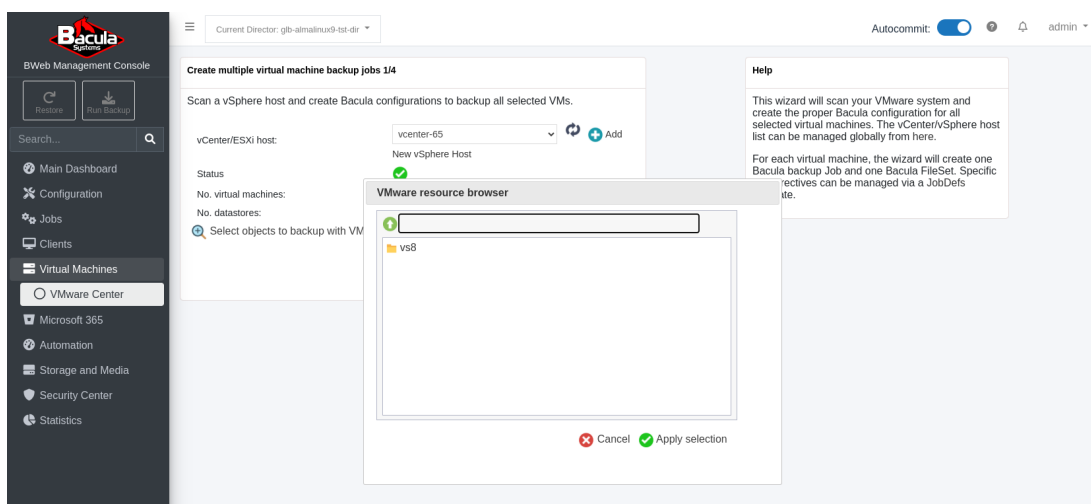 Bacula
Systems
BWeb Management Console
Restore
Run Backup
Search...
Main Dashboard
Configuration
Jobs
Clients
Virtual Machines
VMware Center
Microsoft 365
Automation
Storage and Media
Security Center
Statistics
Current Director: glb-almalinux9-tst-dir
Autocommit:
admin
Create multiple virtual machine backup jobs 1/4
Scan a vSphere host and create Bacula configurations to backup all selected VMs.
vCenter/ESXi host:
vcenter-65
Add
New vSphere Host
Status
No. virtual machines:
No. datastores:
Select objects to backup with VM
VMware resource browser
vs8
Cancel
Apply selection
Help
This wizard will scan your VMware system and
create the proper Bacula configuration for all
selected virtual machines. The vCenter/vSphere host
list can be managed globally from here.
For each virtual machine, the wizard will create one
Bacula backup Job and one Bacula FileSet. Specific
rectives can be managed via a JobDefs
te.